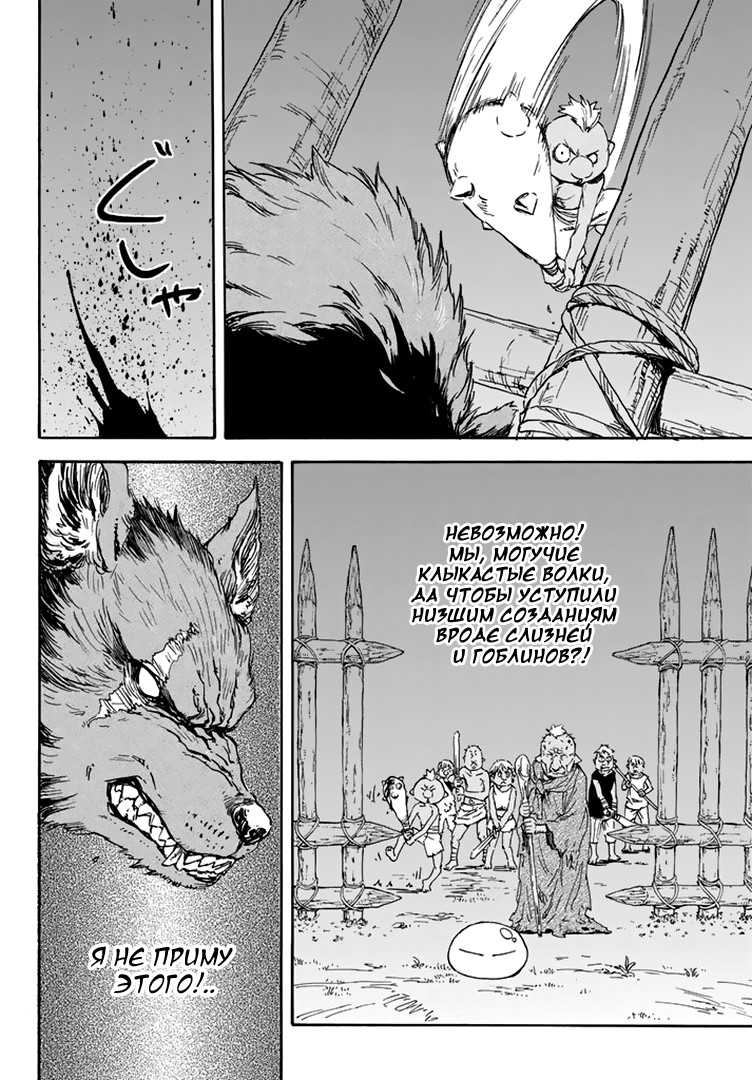 ぐしゃ
НЕВОЗМОЖНО!
МЫ, МОГУЧИЕ
КЛЫКАСТЫЕ ВОЛКИ,
ДА ЧТОБЫ УСТУПИЛИ
НИЗШИМ СОЗДАНИЯМ
ВРОДЕ СЛИЗНЕЙ
И ГОБЛИНОВ?!
Я НЕ ПРИМУ
ЭТОГО!..